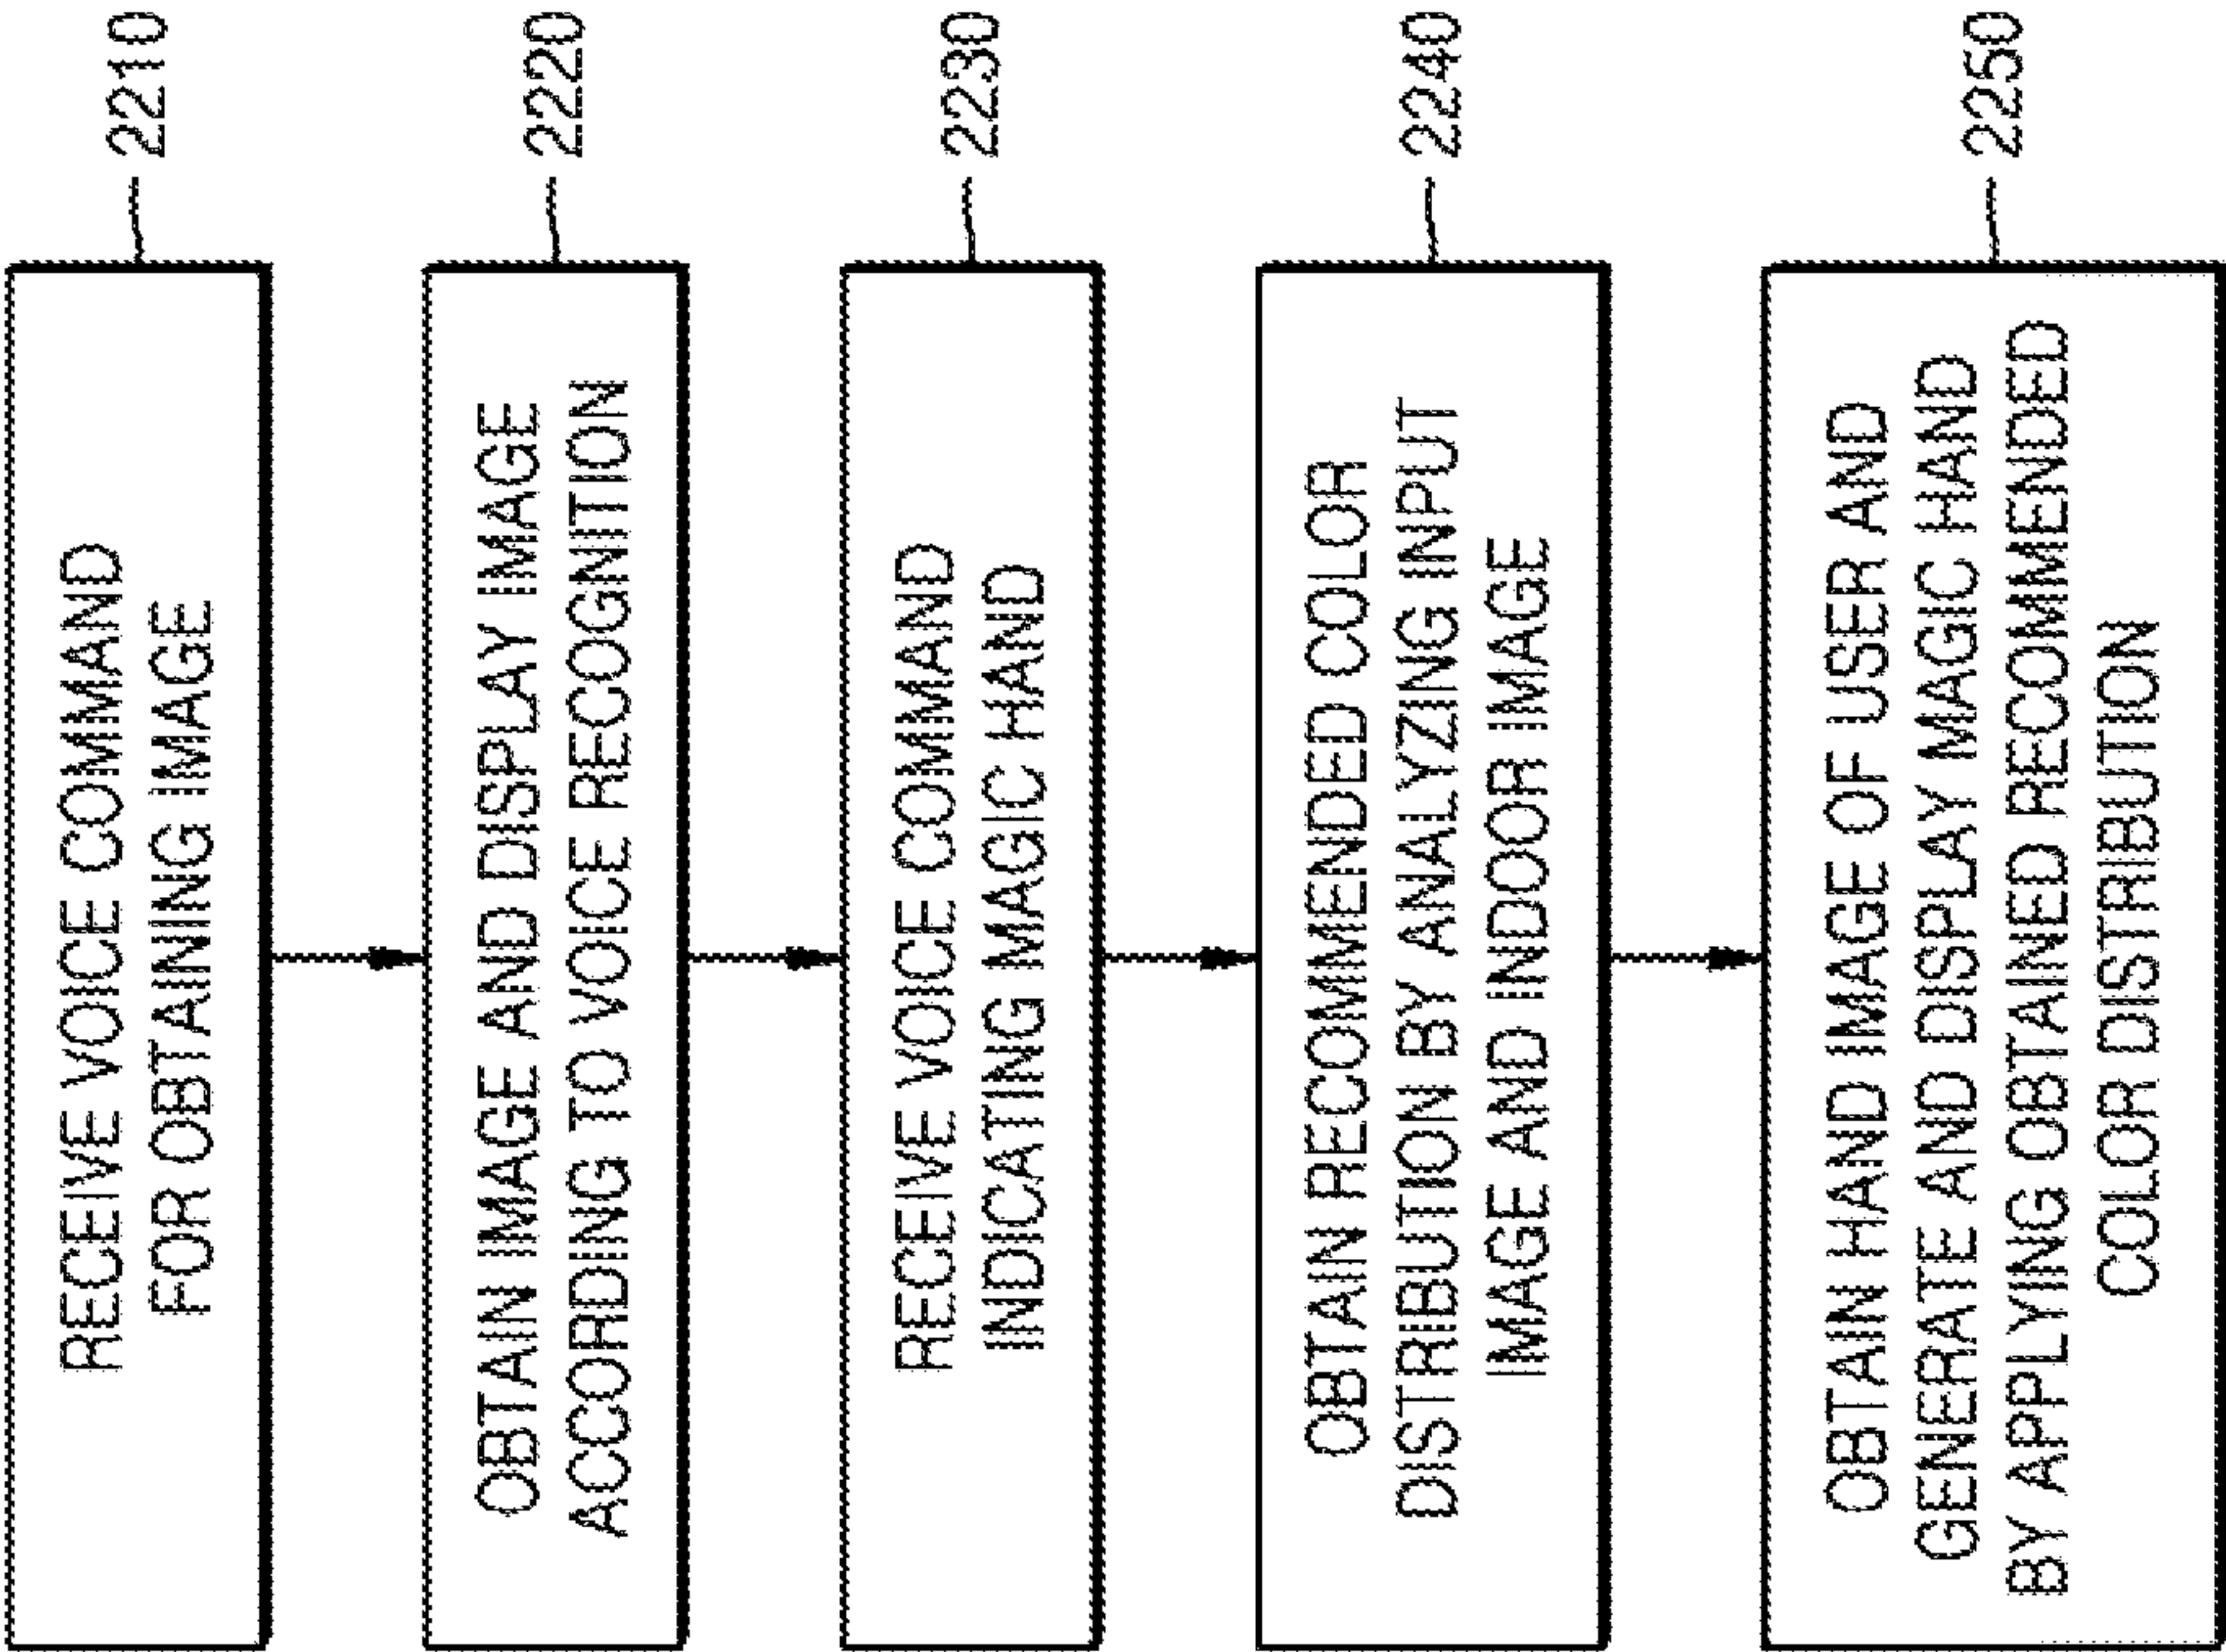 RECEIVE VOICE COMMAND
FOR OBTAINING IMAGE
2210
OBTAIN IMAGE AND DISPLAY IMAGE
ACCORDING TO VOICE RECOGNITION
2220
RECEIVE VOICE COMMAND
INDICATING MAGIC HAND
2230
OBTAIN RECOMMENDED COLOR
DISTRIBUTION BY ANALYZING INPUT
IMAGE AND INDOOR IMAGE
2240
OBTAIN HAND IMAGE OF USER AND
GENERATE AND DISPLAY MAGIC HAND
BY APPLYING OBTAINED RECOMMENDED
COLOR DISTRIBUTION
2250